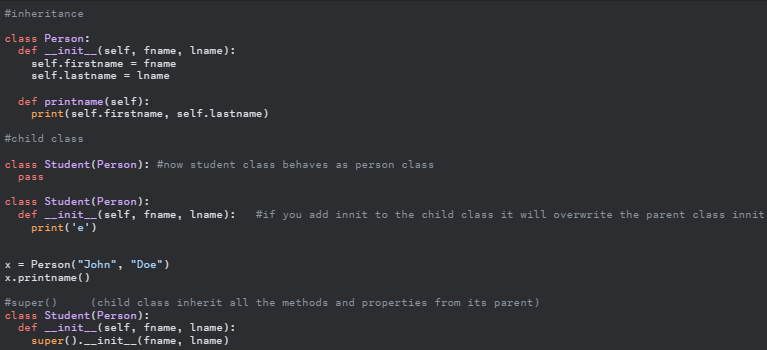 #inheritance
class Person:
  def __init__(self, fname, lname):
    self.firstname = fname
    self.lastname = lname
  def printname(self):
    print(self.firstname, self.lastname)
#child class
class Student(Person): #now student class behaves as person class
  pass
class Student(Person):
  def __init__(self, fname, lname):   #if you add innit to the child class it will overwrite the parent class innit
    print('e')
x = Person("John", "Doe")
x.printname()
#super()     (child class inherit all the methods and properties from its parent)
class Student(Person):
  def __init__(self, fname, lname):
    super().__init__(fname, lname)